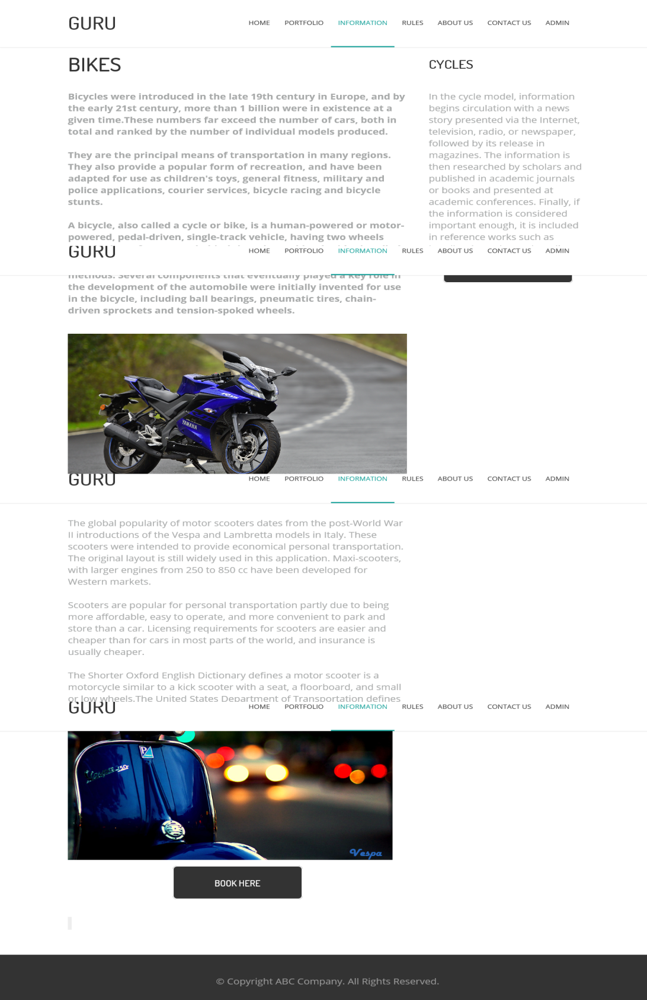 GURU
HOME PORTFOLIO INFORMATION RULES ABOUT US CONTACT US ADMIN
BIKES
Bicycles were introduced in the late 19th century in Europe, and by
the early 21st century, more than 1 billion were in existence at a
given time.These numbers far exceed the number of cars, both in
total and ranked by the number of individual models produced.
They are the principal means of transportation in many regions.
They also provide a popular form of recreation, and have been
adapted for use as children's toys, general fitness, military and
police applications, courier services, bicycle racing and bicycle
stunts.
A bicycle, also called a cycle or bike, is a human-powered or motor-
powered, pedal-driven, single-track vehicle, having two wheels
CYCLES
In the cycle model, information
begins circulation with a news
story presented via the Internet,
television, radio, or newspaper,
followed by its release in
magazines. The information is
then researched by scholars and
published in academic journals
or books and presented at
academic conferences. Finally, if
the information is considered
important enough, it is included
in reference works such as
GURU
HOME PORTFOLIO INFORMATION RULES ABOUT US CONTACT US ADMIN
methods. Several components that eventually played a key role in
the development of the automobile were initially invented for use
in the bicycle, including ball bearings, pneumatic tires, chain-
driven sprockets and tension-spoked wheels.
R15
YAMAHA
GURU
HOME PORTFOLIO INFORMATION RULES ABOUT US CONTACT US ADMIN
The global popularity of motor scooters dates from the post-World War
II introductions of the Vespa and Lambretta models in Italy. These
scooters were intended to provide economical personal transportation.
The original layout is still widely used in this application. Maxi-scooters,
with larger engines from 250 to 850 cc have been developed for
Western markets.
Scooters are popular for personal transportation partly due to being
more affordable, easy to operate, and more convenient to park and
store than a car. Licensing requirements for scooters are easier and
cheaper than for cars in most parts of the world, and insurance is
usually cheaper.
The Shorter Oxford English Dictionary defines a motor scooter is a
motorcycle similar to a kick scooter with a seat, a floorboard, and small
or low wheels.The United States Department of Transportation defines
GURU
HOME PORTFOLIO INFORMATION RULES ABOUT US CONTACT US ADMIN
P
150
Vespa
BOOK HERE
© Copyright ABC Company. All Rights Reserved.